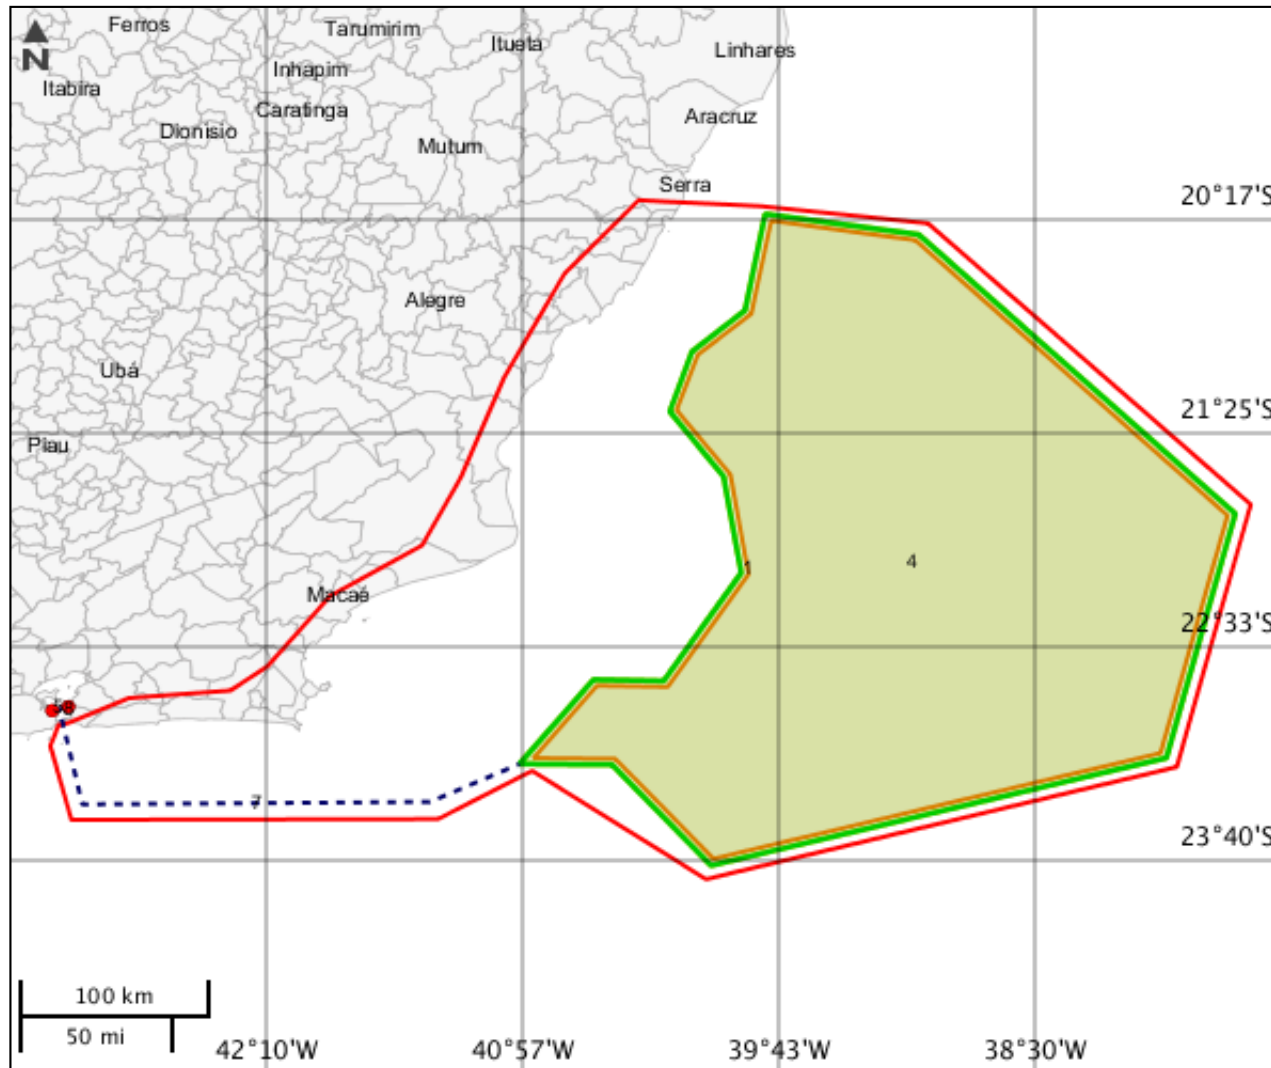 Ferros
Tarumirim
Itueta
Linhares
N
Inhapim
Itabira
Caratinga
Aracruz
Dionisio
Mutum
Serra
20°17'S
Alegre
Ubá
21°25'S
Piau
1
4
Macaé
22°33'S
7
23°40'S
100 km
50 mi
42°10'W
40°57'W
39°43'W
38°30'W